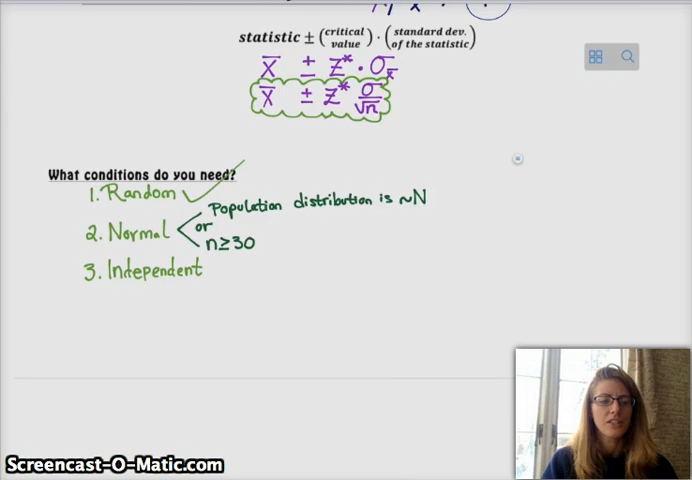 statistic ± (critical value) · (standard dev. of the statistic)
x̄ ± z* · σx̄
x̄ ± z* σ/√n
What conditions do you need?
1. Random ✓
2. Normal < Population distribution is ~N
or
n≥30
3. Independent
Screencast-O-Matic.com